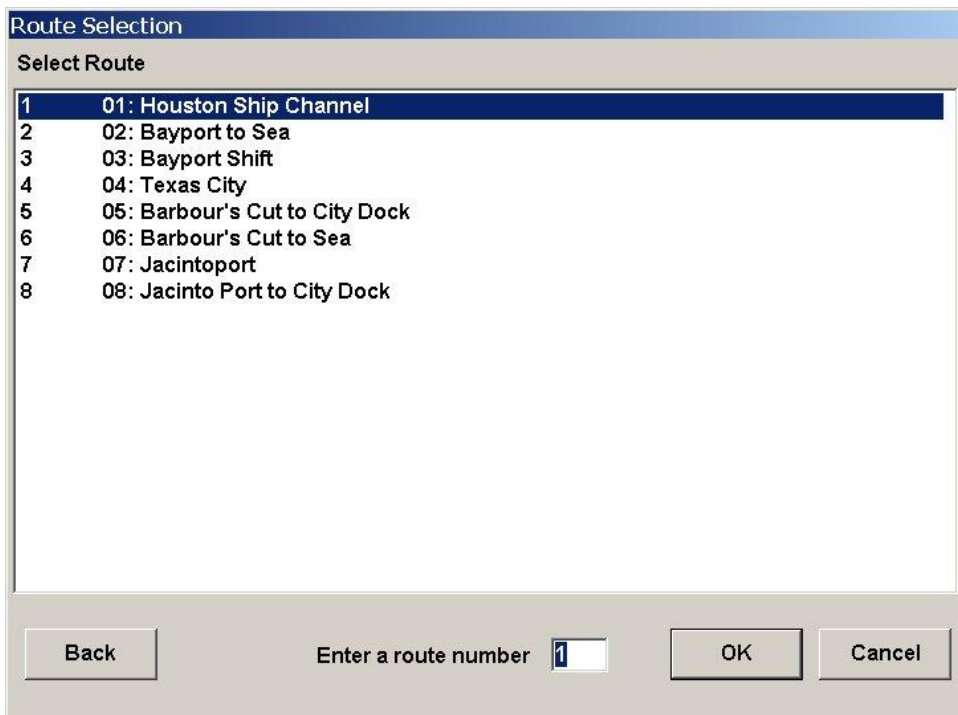 Route Selection
Select Route
1 01: Houston Ship Channel
2 02: Bayport to Sea
3 03: Bayport Shift
4 04: Texas City
5 05: Barbour's Cut to City Dock
6 06: Barbour's Cut to Sea
7 07: Jacintoport
8 08: Jacinto Port to City Dock
Back Enter a route number 1 OK Cancel